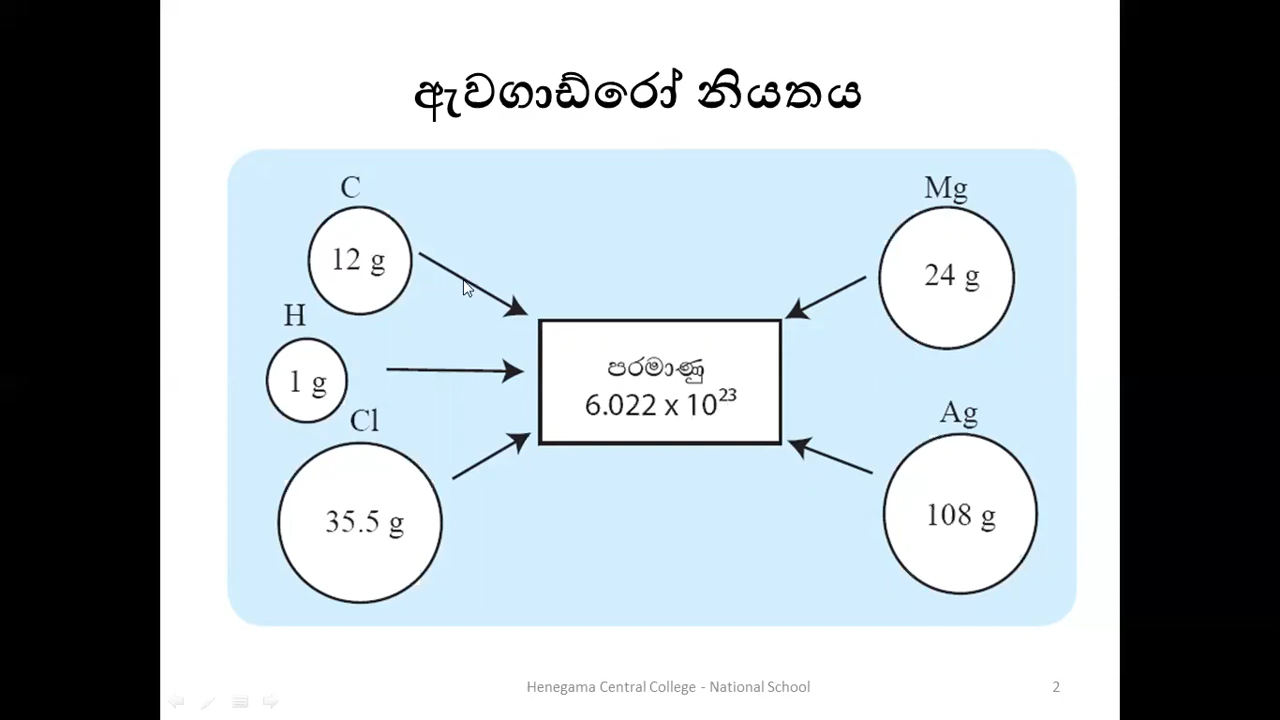 ඇවගාඩ්රෝ නියතය
C
12 g
H
1 g
Cl
35.5 g
පරමාණු
6.022 x 10²³
Mg
24 g
Ag
108 g
Henegama Central College - National School
2